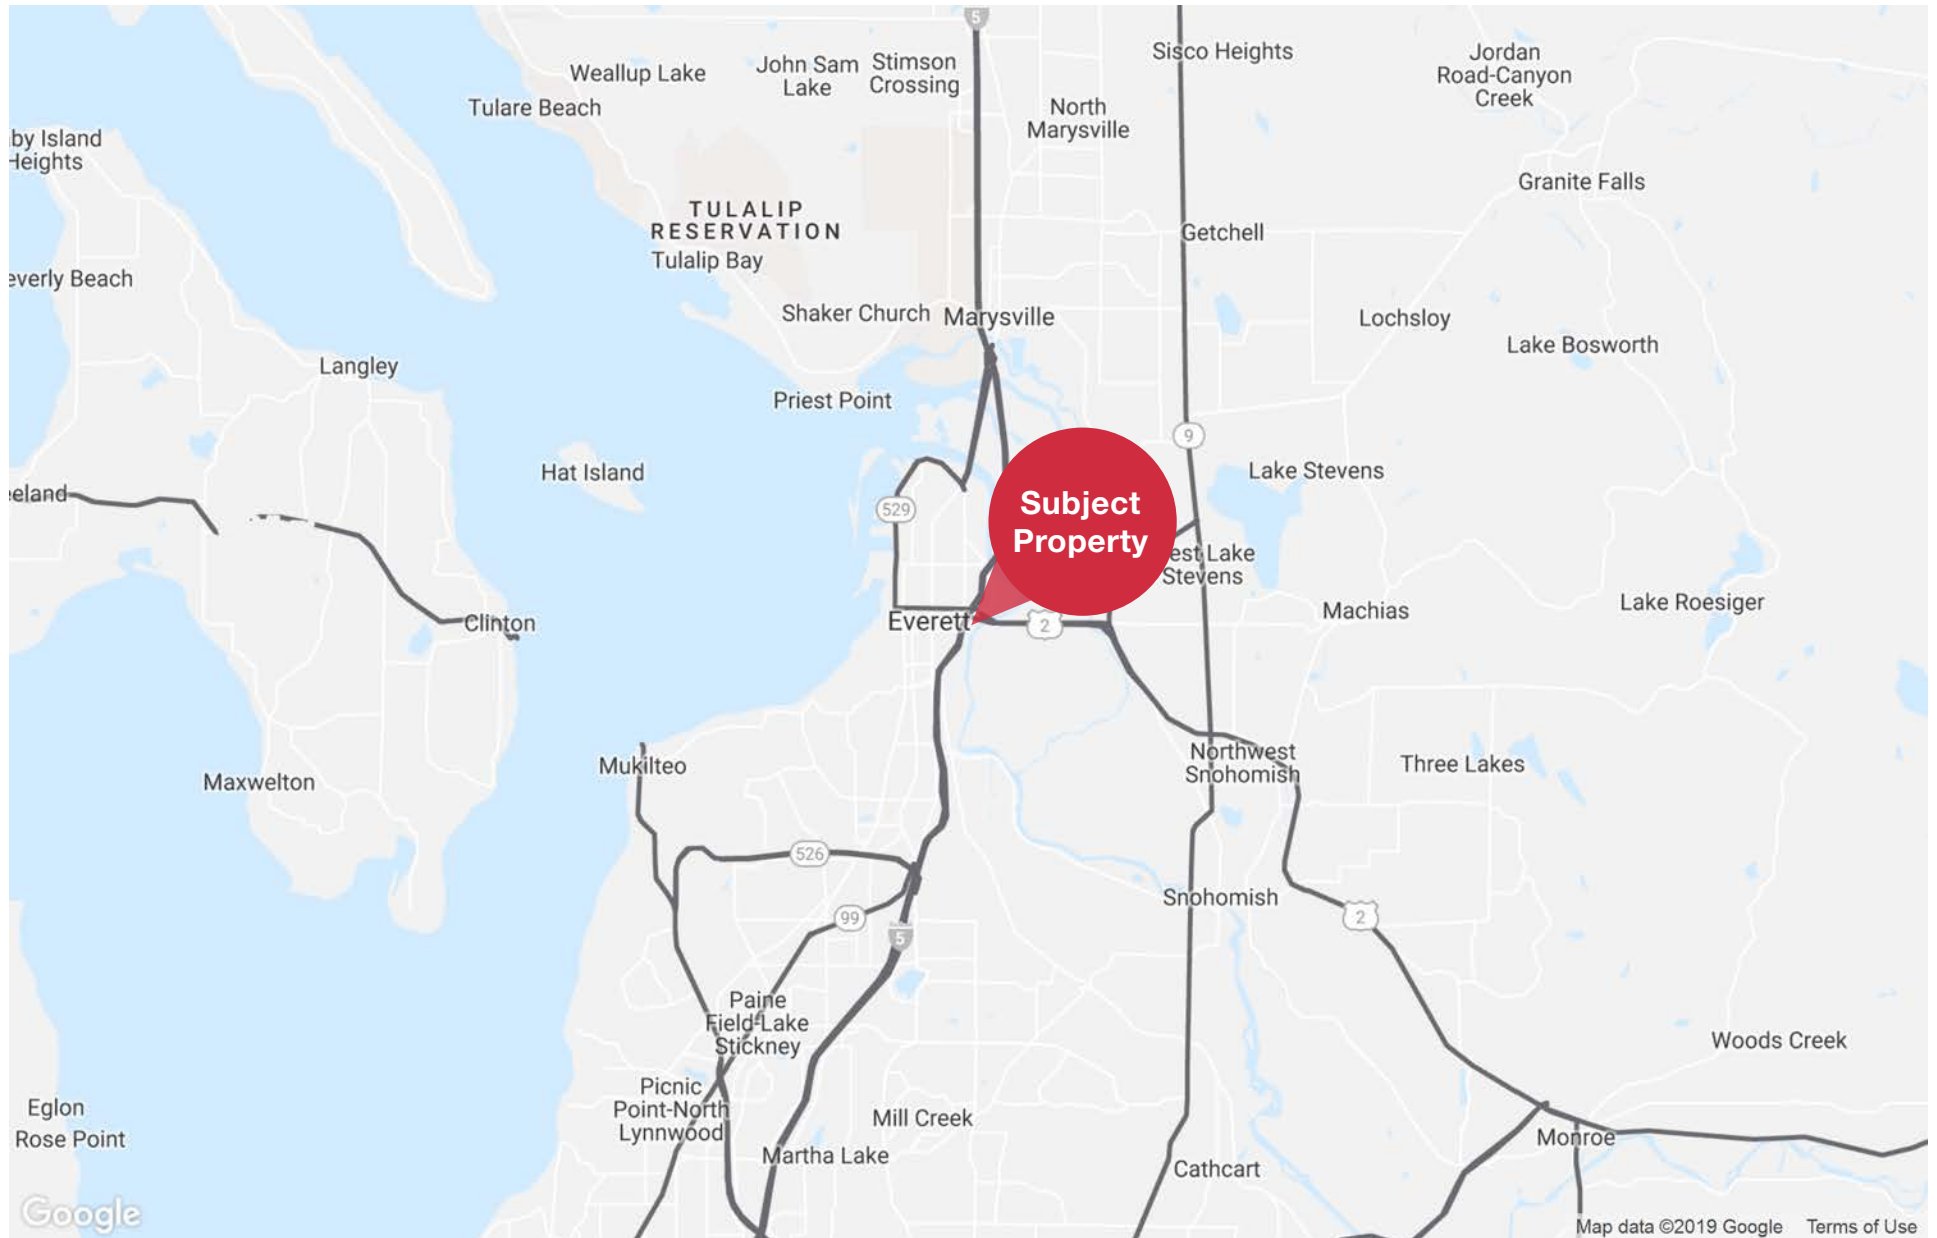 5
Sisco Heights
Jordan
Road-Canyon
Creek
Weallup Lake
John Sam
Lake
Stimson
Crossing
Tulare Beach
North
Marysville
by Island
Heights
Granite Falls
TULALIP
RESERVATION
Tulalip Bay
Getchell
everly Beach
Shaker Church
Marysville
Lochsloy
Lake Bosworth
Langley
Priest Point
9
Hat Island
Lake Stevens
eeland
529
Subject
Property
est Lake
Stevens
Clinton
Everett
2
Machias
Lake Roesiger
Mukilteo
Maxwelton
Northwest
Snohomish
Three Lakes
526
Snohomish
99
2
5
Paine
Field-Lake
Stickney
Woods Creek
Picnic
Point-North
Lynnwood
Eglon
Rose Point
Mill Creek
Monroe
Martha Lake
Cathcart
Google
Map data ©2019 Google Terms of Use